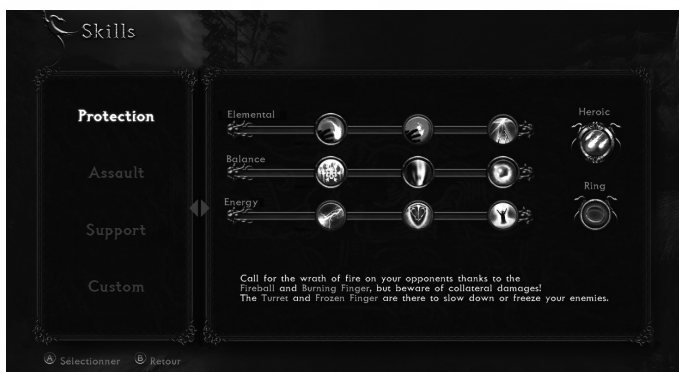 Skills
Protection
Assault
Support
Custom
Elemental
Balance
Energy
Heroic
Ring
Call for the wrath of fire on your opponents thanks to the
Fireball and Burning Finger, but beware of collateral damages!
The Turret and Frozen Finger are there to slow down or freeze your enemies.
A Selectionner B Retour